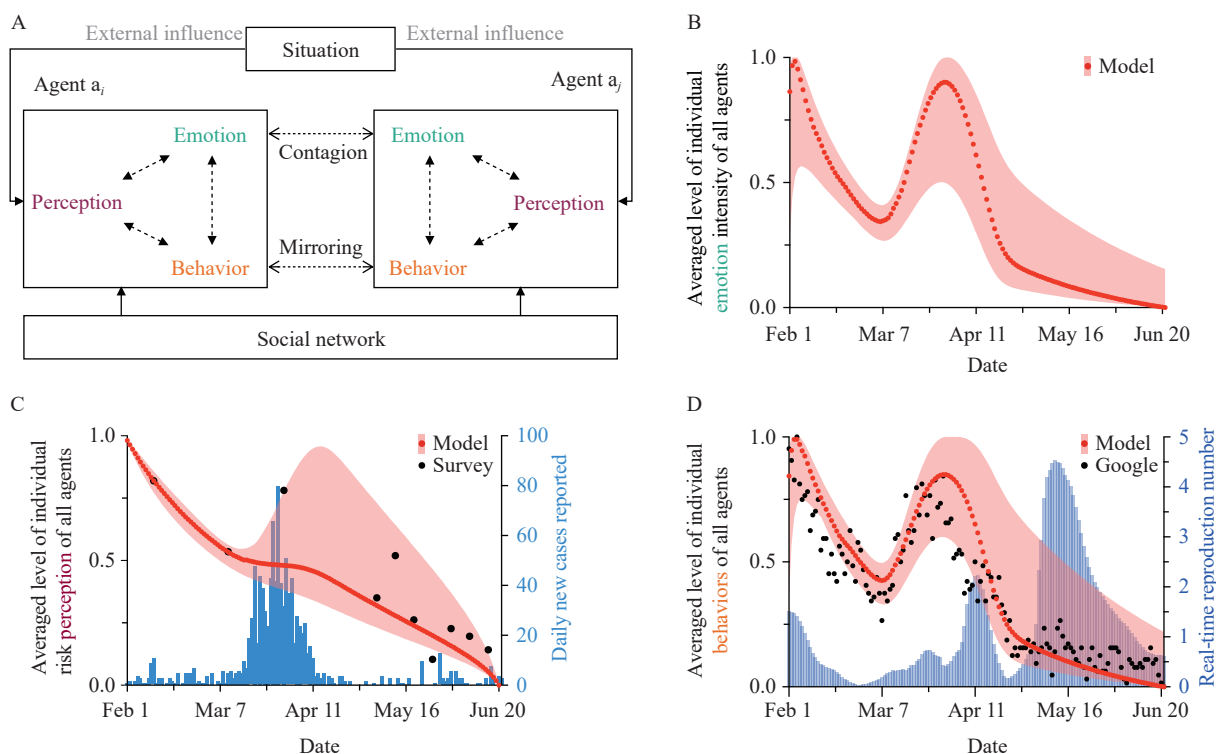 A
External influence
Situation
External influence
Agent a_i
Agent a_j
Emotion
Emotion
Contagion
Perception
Perception
Mirroring
Behavior
Behavior
Social network
B
Averaged level of individual
emotion intensity of all agents
1.0
0.5
0.0
Model
Feb 1
Mar 7
Apr 11
May 16
Jun 20
Date
C
Averaged level of individual
risk perception of all agents
1.0
0.5
0.0
Model
Survey
100
80
60
40
20
0
Daily new cases reported
Feb 1
Mar 7
Apr 11
May 16
Jun 20
Date
D
Averaged level of individual
behaviors of all agents
1.0
0.5
0.0
Model
Google
5
4
3
2
1
0
Real-time reproduction number
Feb 1
Mar 7
Apr 11
May 16
Jun 20
Date